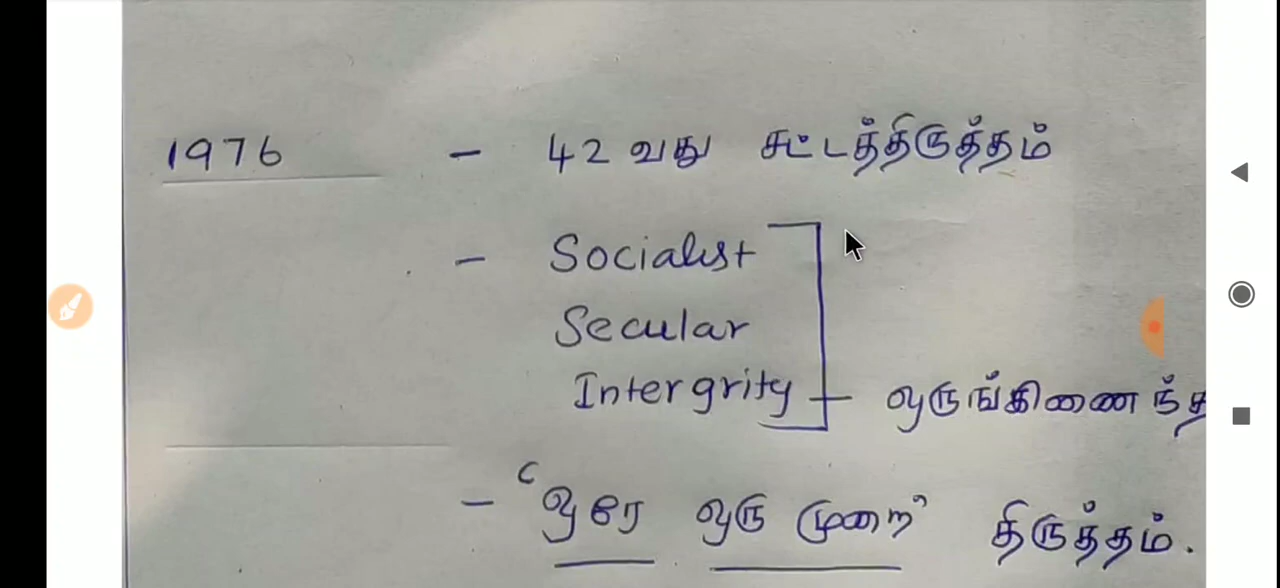 1976 - 42 வது சட்டத்திருத்தம்
- Socialist
Secular
Intergrity - ஒருங்கிணைந்த
- ‘ஒரே ஒரு முறை’ திருத்தம்.